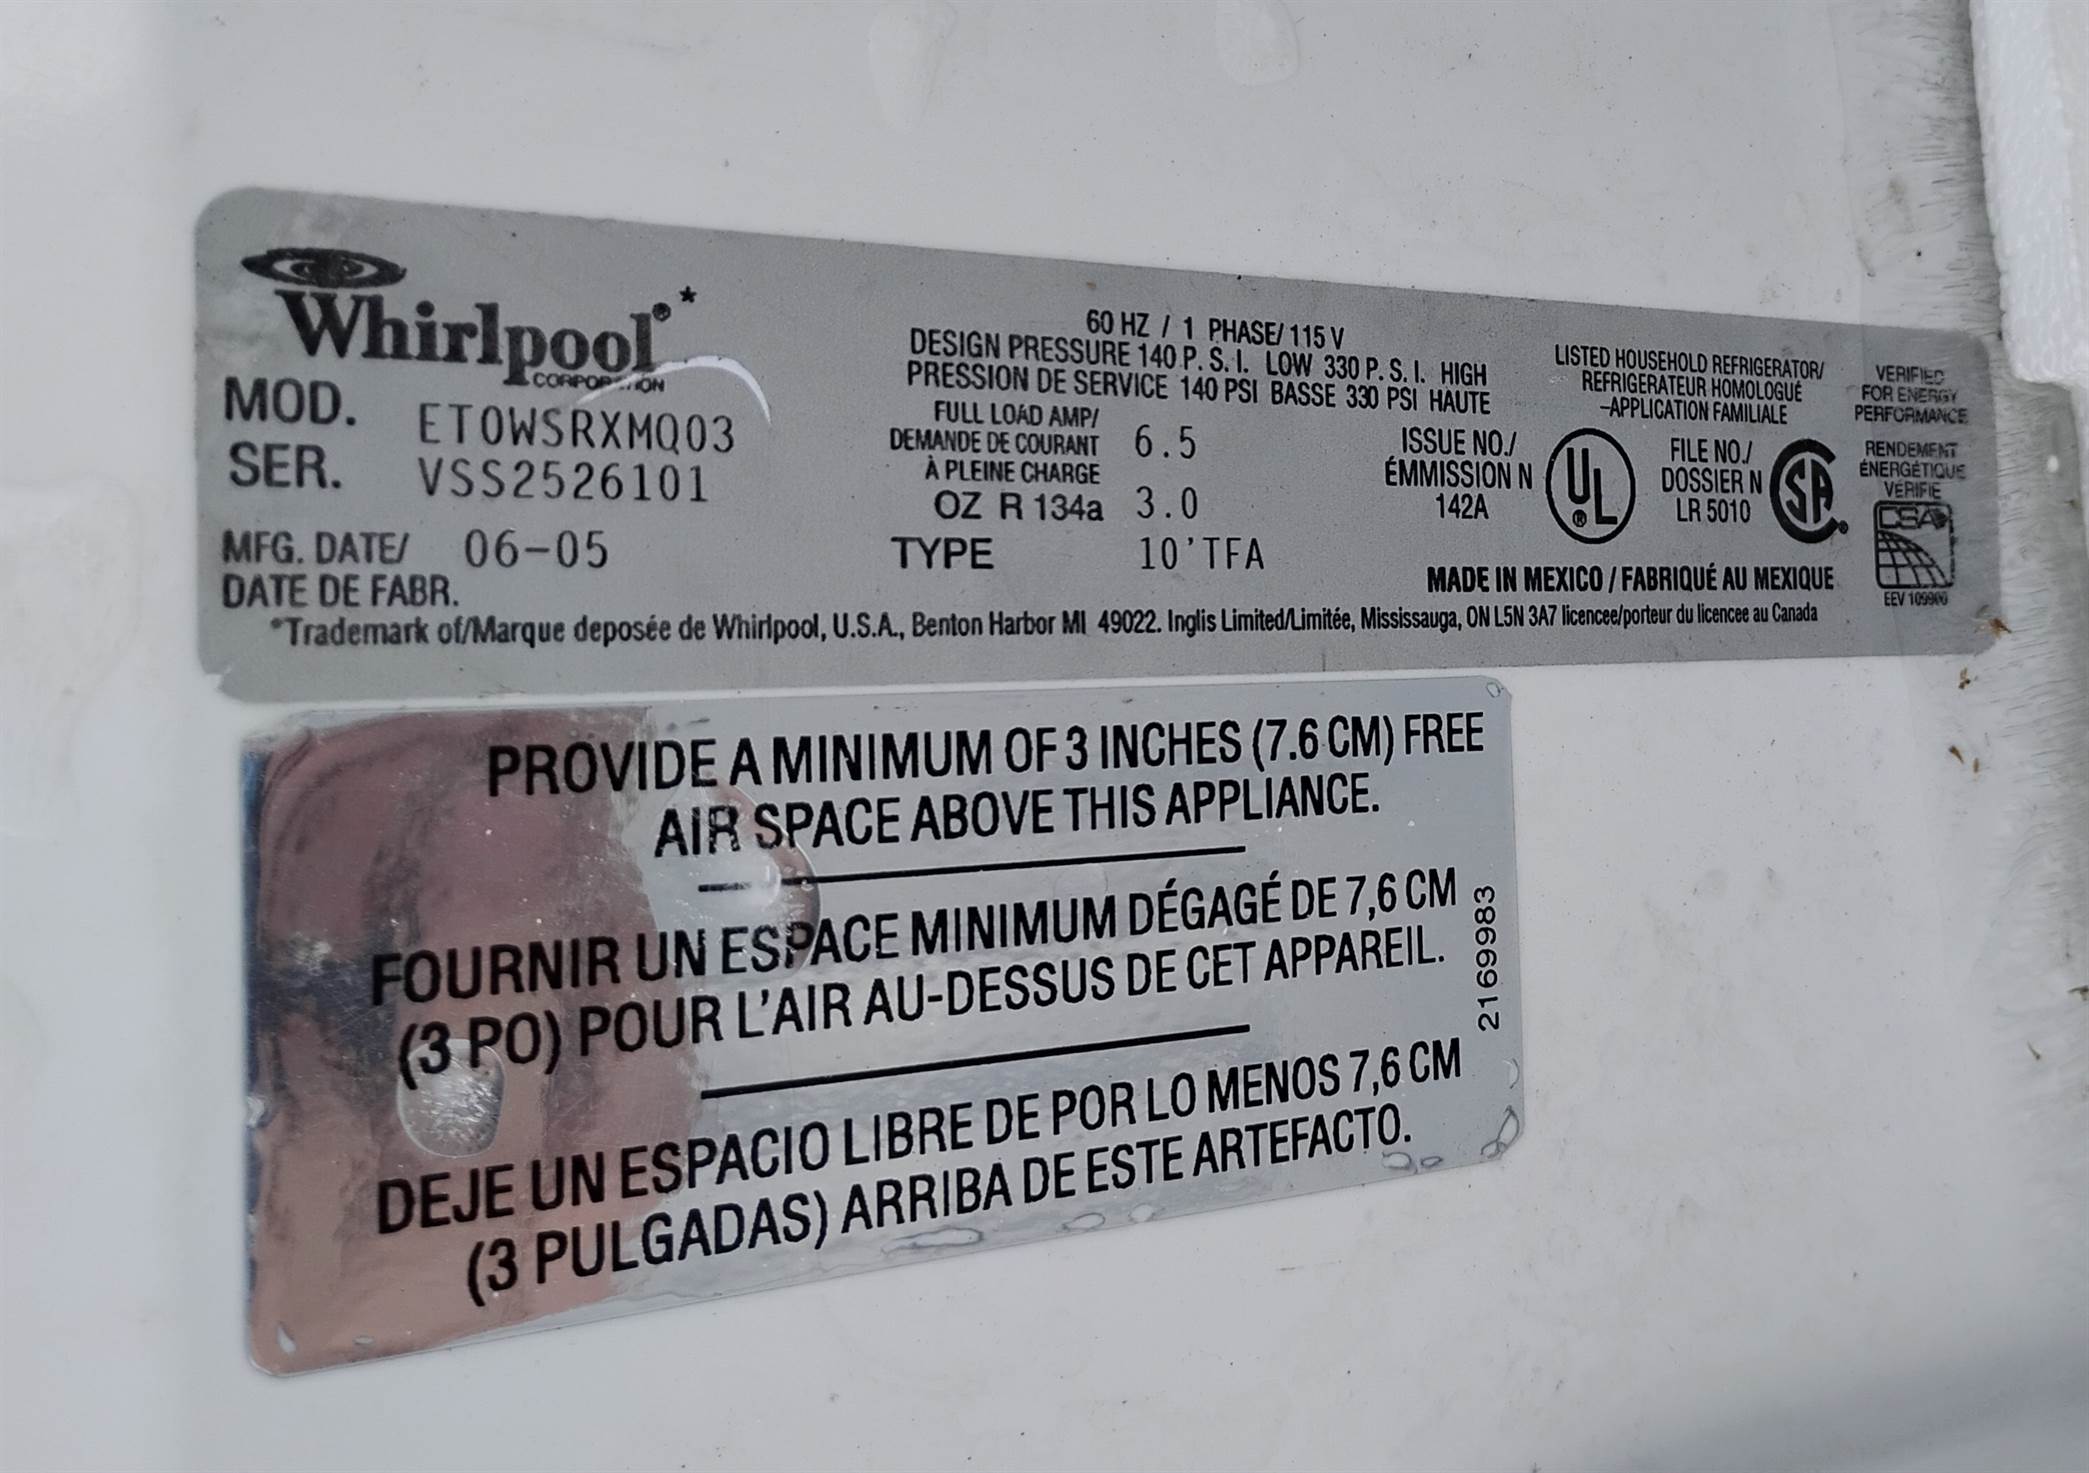 Whirlpool®*
CORPORATION
MOD. ET0WSRXMQ03
SER. VSS2526101
MFG. DATE/ 06-05
DATE DE FABR.
60 HZ / 1 PHASE/ 115 V
DESIGN PRESSURE 140 P. S. I. LOW 330 P. S. I. HIGH
PRESSION DE SERVICE 140 PSI BASSE 330 PSI HAUTE
FULL LOAD AMP/
DEMANDE DE COURANT 6.5
À PLEINE CHARGE
OZ R 134a 3.0
TYPE 10'TFA
LISTED HOUSEHOLD REFRIGERATOR/
REFRIGERATEUR HOMOLOGUÉ
-APPLICATION FAMILIALE
ISSUE NO./
ÉMMISSION N
142A
UL®
FILE NO./
DOSSIER N
LR 5010
SA®
MADE IN MEXICO / FABRIQUÉ AU MEXIQUE
VERIFIED
FOR ENERGY
PERFORMANCE
RENDEMENT
ÉNERGÉTIQUE
VÉRIFIÉ
CSA
EEV 109900
*Trademark of/Marque deposée de Whirlpool, U.S.A., Benton Harbor MI 49022. Inglis Limited/Limitée, Mississauga, ON L5N 3A7 licencee/porteur du licencee au Canada
PROVIDE A MINIMUM OF 3 INCHES (7.6 CM) FREE
AIR SPACE ABOVE THIS APPLIANCE.
FOURNIR UN ESPACE MINIMUM DÉGAGÉ DE 7,6 CM
(3 PO) POUR L'AIR AU-DESSUS DE CET APPAREIL.
DEJE UN ESPACIO LIBRE DE POR LO MENOS 7,6 CM
(3 PULGADAS) ARRIBA DE ESTE ARTEFACTO.
2169983